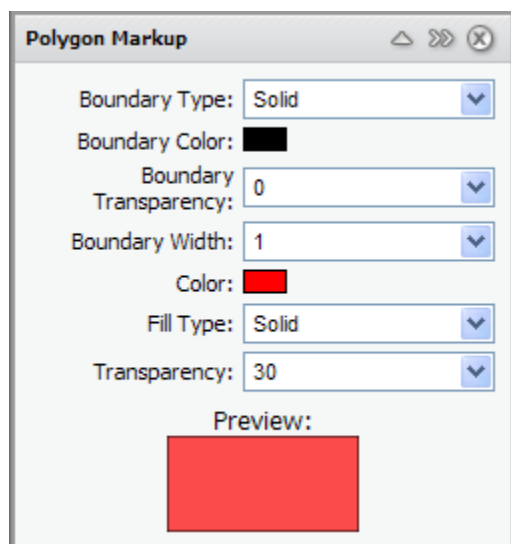 Polygon Markup
Boundary Type: Solid
Boundary Color:
Boundary
Transparency: 0
Boundary Width: 1
Color:
Fill Type: Solid
Transparency: 30
Preview: